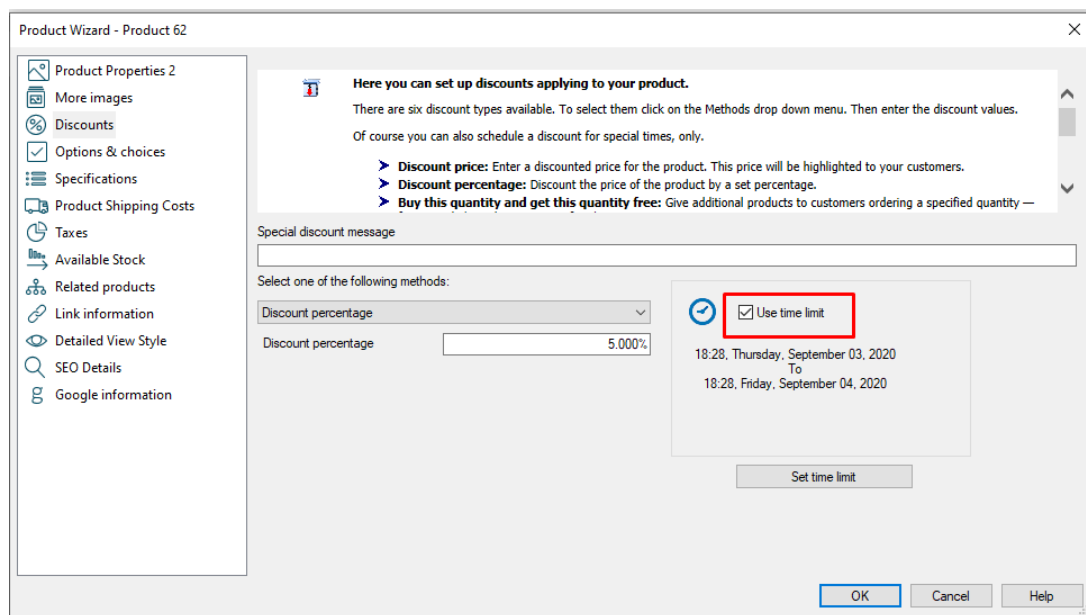 Product Wizard - Product 62
Product Properties 2
More images
Discounts
Options & choices
Specifications
Product Shipping Costs
Taxes
Available Stock
Related products
Link information
Detailed View Style
SEO Details
Google information
Here you can set up discounts applying to your product.
There are six discount types available. To select them click on the Methods drop down menu. Then enter the discount values.
Of course you can also schedule a discount for special times, only.
Discount price: Enter a discounted price for the product. This price will be highlighted to your customers.
Discount percentage: Discount the price of the product by a set percentage.
Buy this quantity and get this quantity free: Give additional products to customers ordering a specified quantity —
Special discount message
Select one of the following methods:
Discount percentage
Discount percentage
5.000%
Use time limit
18:28, Thursday, September 03, 2020
To
18:28, Friday, September 04, 2020
Set time limit
OK
Cancel
Help